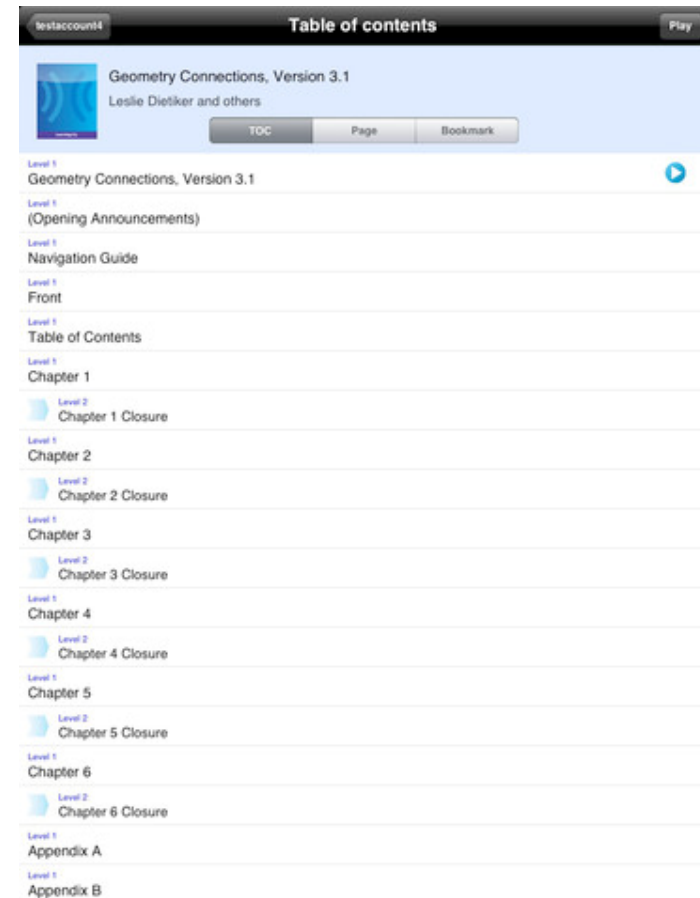 testaccount4 Table of contents Play
Geometry Connections, Version 3.1
Leslie Dietiker and others
TOC Page Bookmark
Level 1
Geometry Connections, Version 3.1
Level 1
(Opening Announcements)
Level 1
Navigation Guide
Level 1
Front
Level 1
Table of Contents
Level 1
Chapter 1
Level 2
Chapter 1 Closure
Level 1
Chapter 2
Level 2
Chapter 2 Closure
Level 1
Chapter 3
Level 2
Chapter 3 Closure
Level 1
Chapter 4
Level 2
Chapter 4 Closure
Level 1
Chapter 5
Level 2
Chapter 5 Closure
Level 1
Chapter 6
Level 2
Chapter 6 Closure
Level 1
Appendix A
Level 1
Appendix B